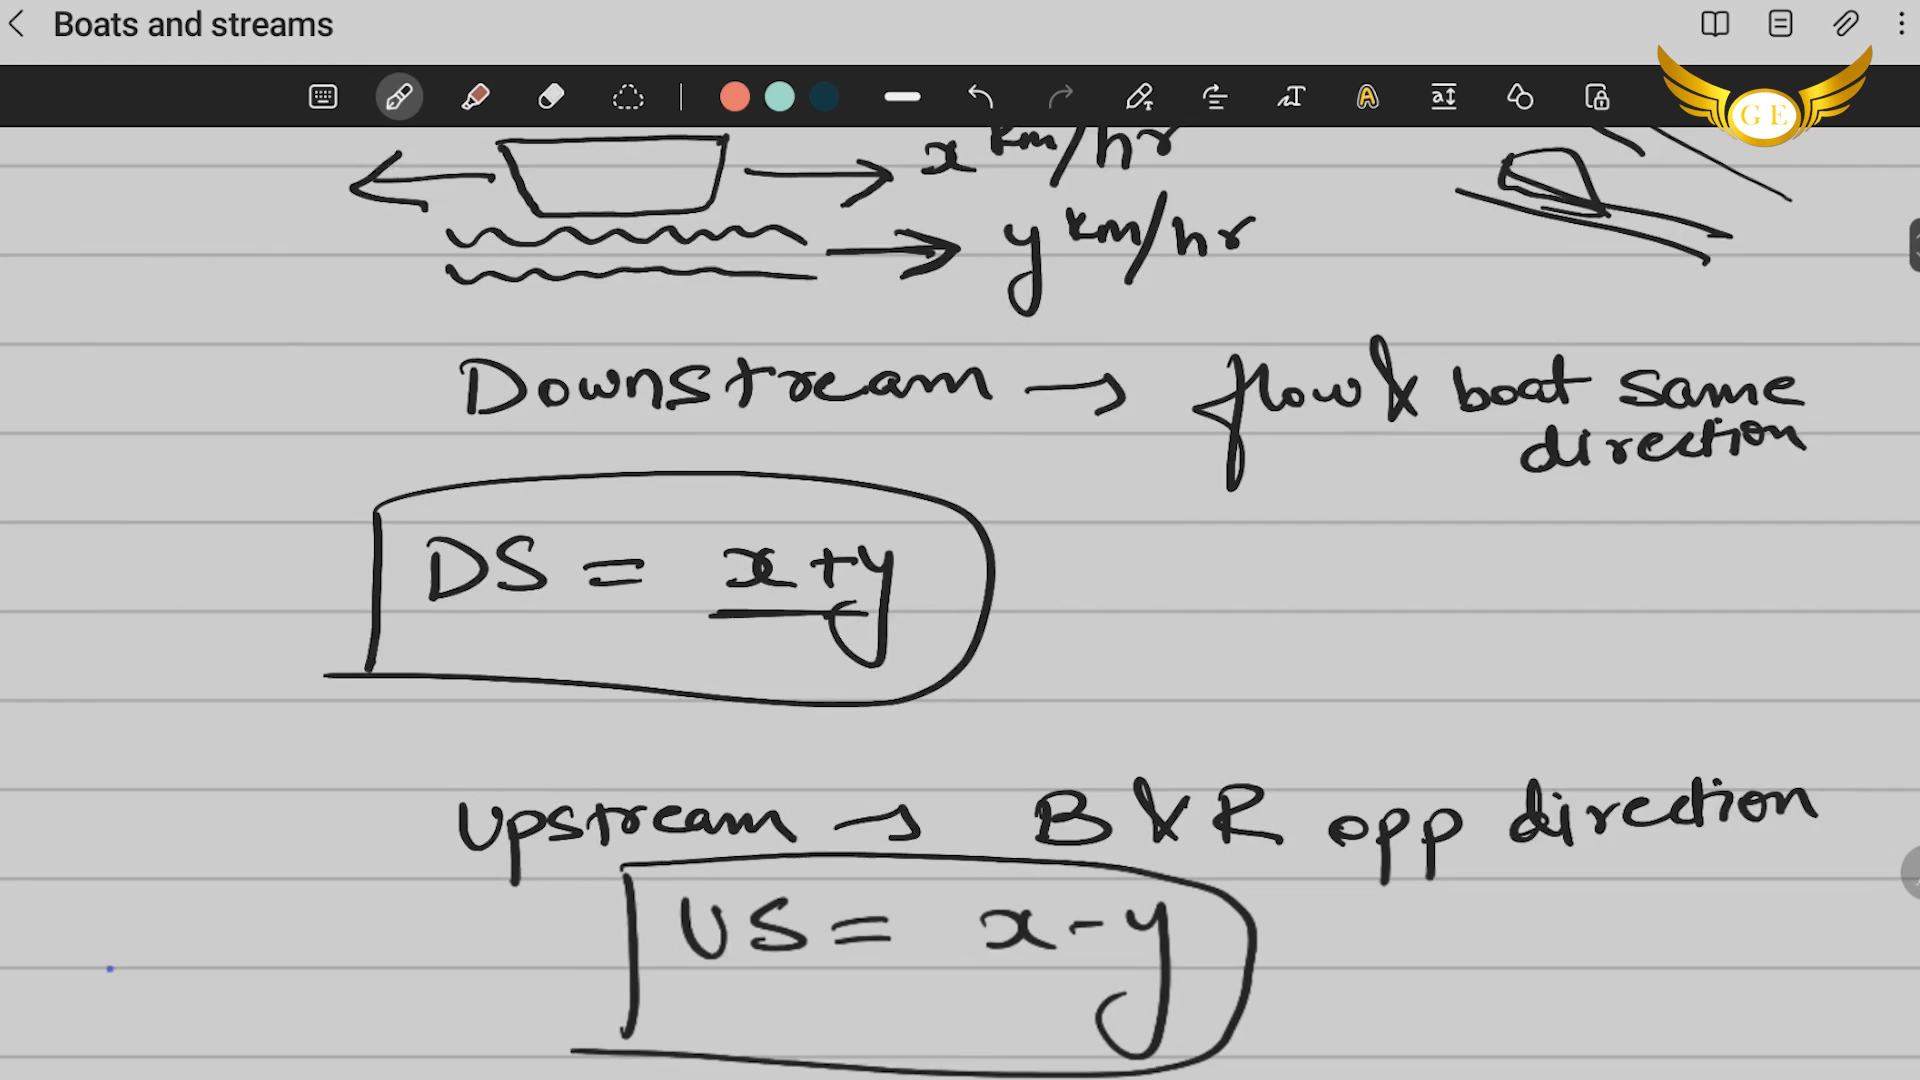 Boats and streams
G E
x km/hr
y km/hr
Downstream → flow & boat same
direction
DS = x+y
Upstream → B & R opp direction
US = x-y